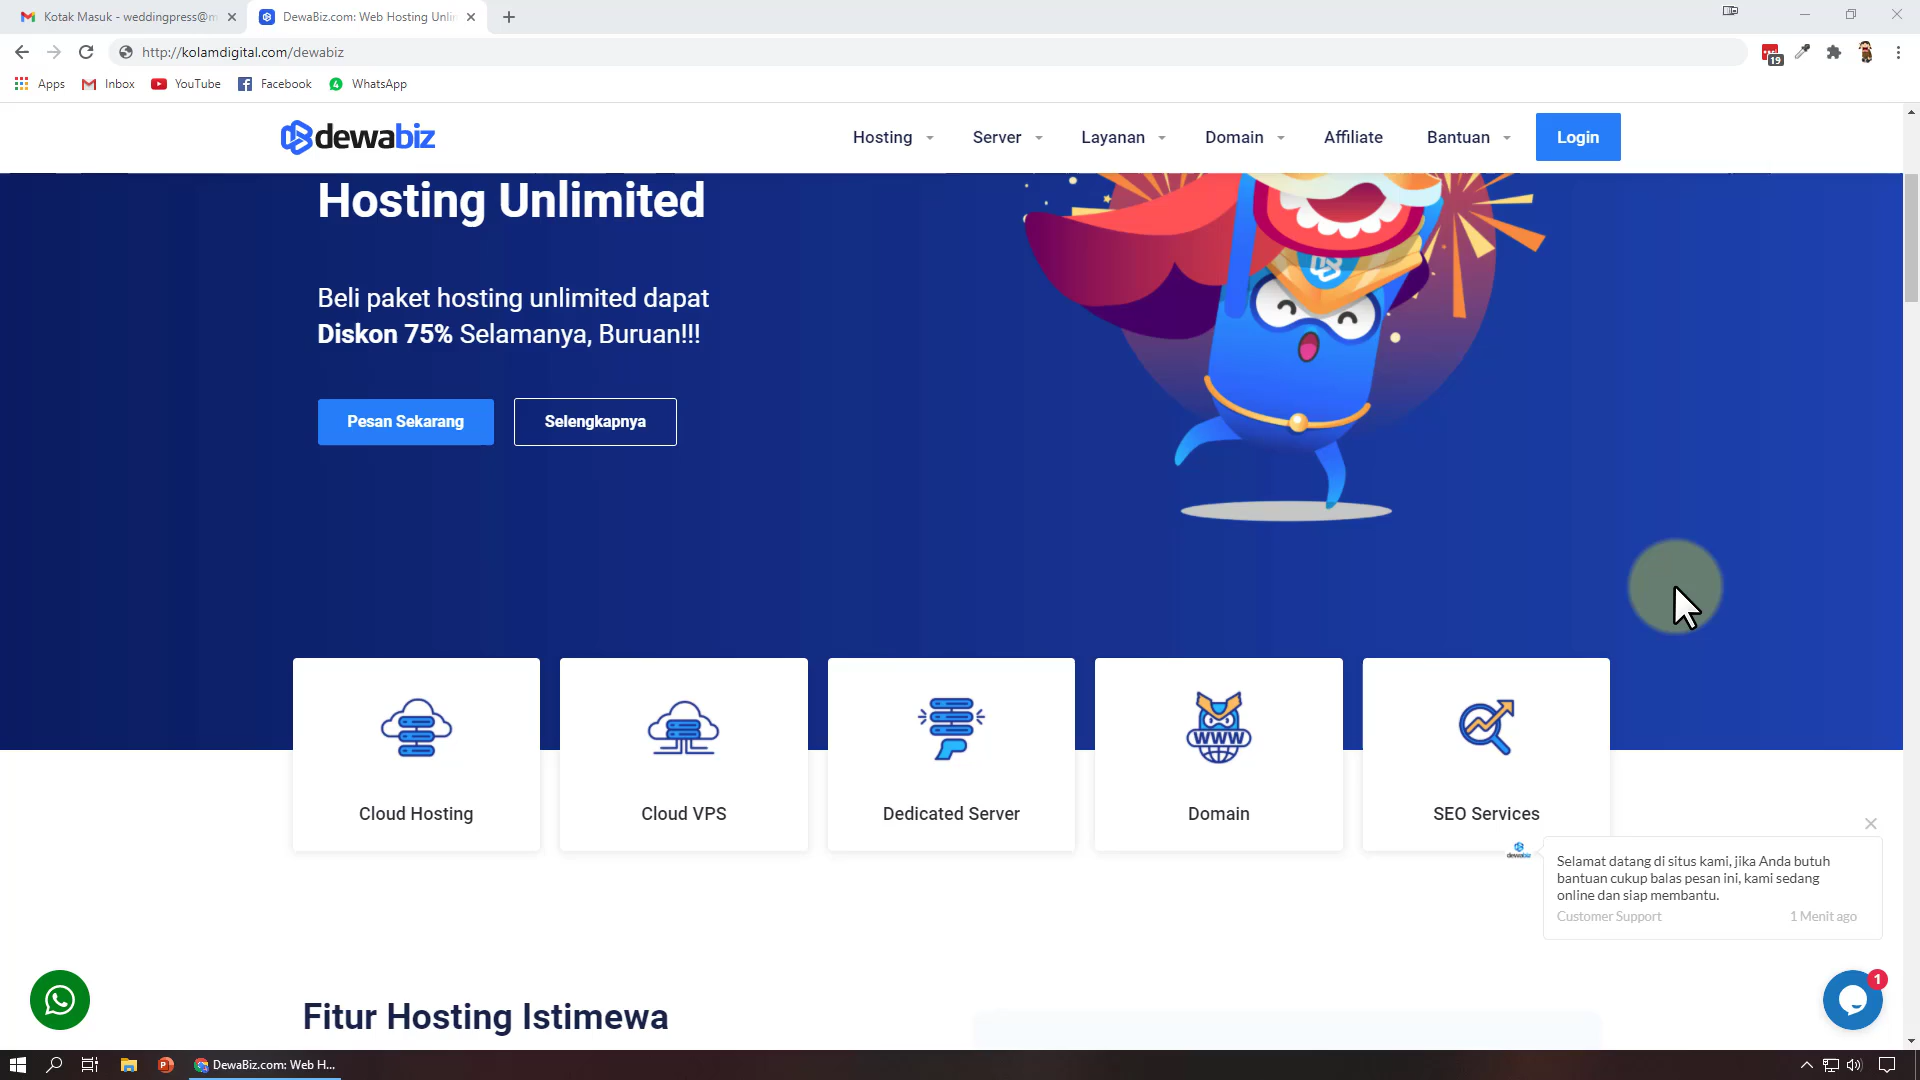 Kotak Masuk - weddingpress@m
DewaBiz.com: Web Hosting Unlin
http://kolamdigital.com/dewabiz
19
Apps
Inbox
YouTube
Facebook
4
WhatsApp
dewabiz
Hosting
Server
Layanan
Domain
Affiliate
Bantuan
Login
Hosting Unlimited
Beli paket hosting unlimited dapat
Diskon 75% Selamanya, Buruan!!!
Pesan Sekarang
Selengkapnya
WWW
Cloud Hosting
Cloud VPS
Dedicated Server
Domain
SEO Services
dewabiz
Selamat datang di situs kami, jika Anda butuh
bantuan cukup balas pesan ini, kami sedang
online dan siap membantu.
Customer Support
1 Menit ago
1
Fitur Hosting Istimewa
DewaBiz.com: Web H...